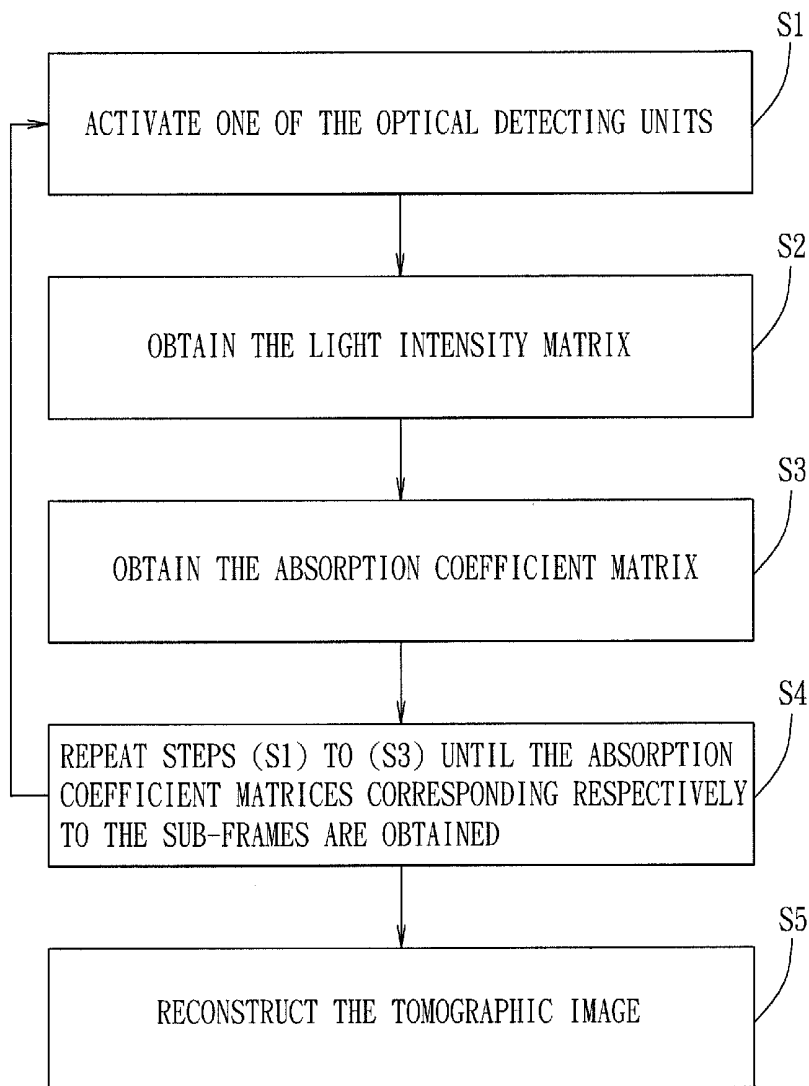 S1
ACTIVATE ONE OF THE OPTICAL DETECTING UNITS
S2
OBTAIN THE LIGHT INTENSITY MATRIX
S3
OBTAIN THE ABSORPTION COEFFICIENT MATRIX
S4
REPEAT STEPS (S1) TO (S3) UNTIL THE ABSORPTION
COEFFICIENT MATRICES CORRESPONDING RESPECTIVELY
TO THE SUB-FRAMES ARE OBTAINED
S5
RECONSTRUCT THE TOMOGRAPHIC IMAGE